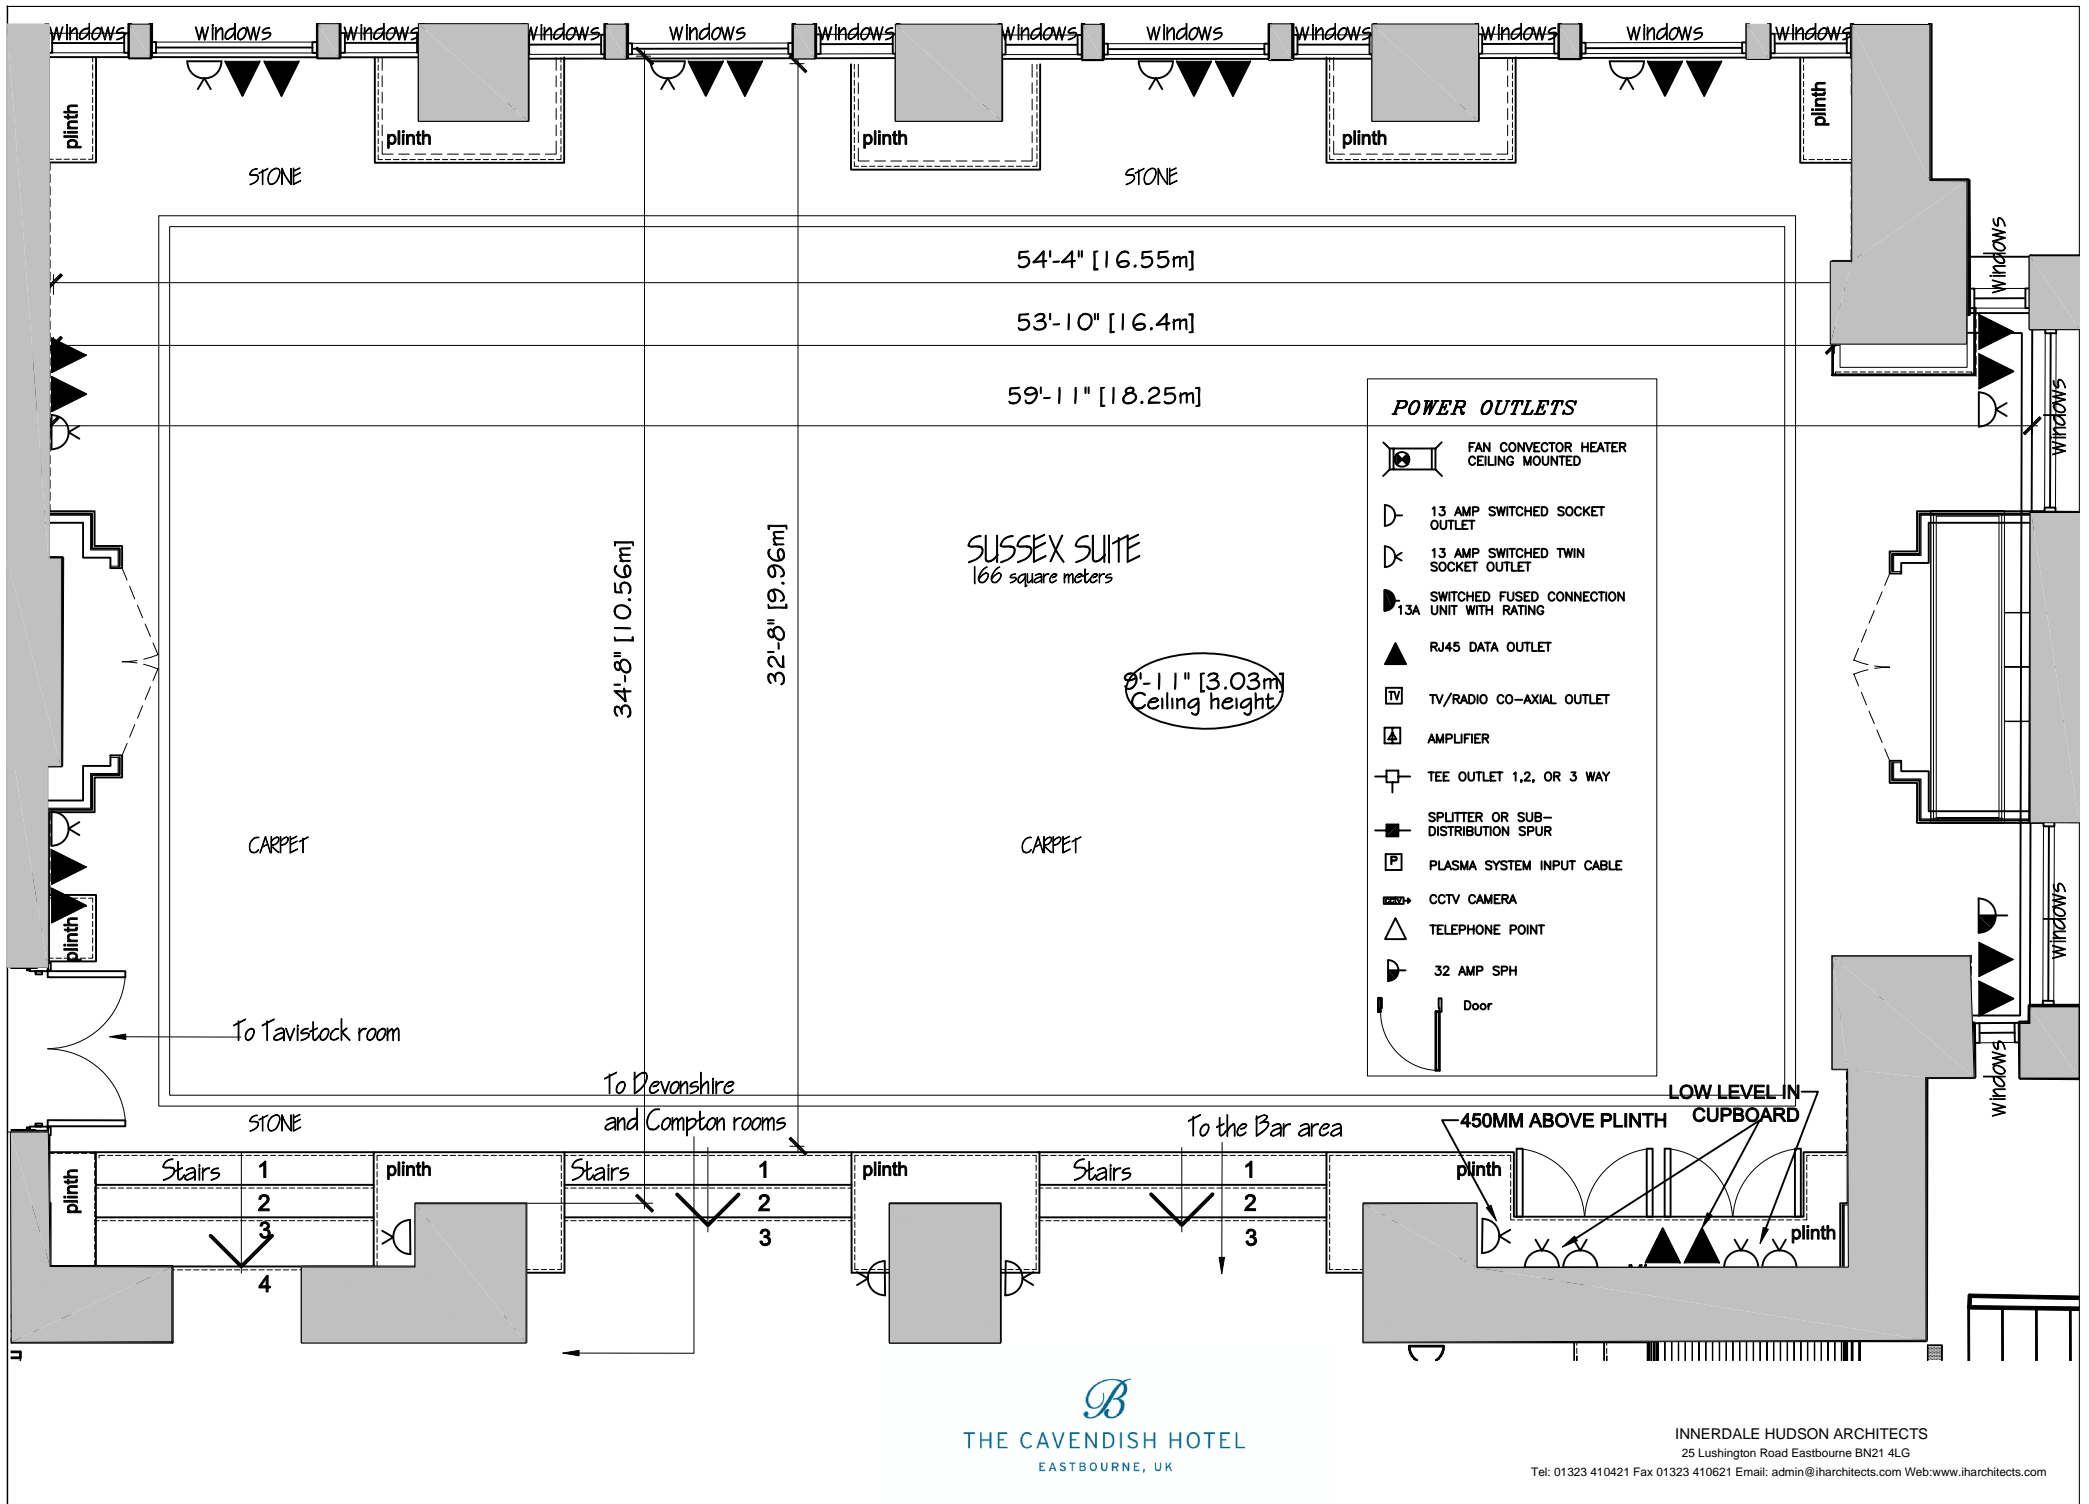 windows windows windows windows windows windows windows windows windows windows windows windows
plinth
plinth
plinth
plinth
plinth
STONE
STONE
54'-4" [16.55m]
53'-10" [16.4m]
59'-11" [18.25m]
windows
windows
34'-8" [10.56m]
32'-8" [9.96m]
SUSSEX SUITE
166 square meters
9'-11" [3.03m]
Ceiling height
POWER OUTLETS
FAN CONVECTOR HEATER
CEILING MOUNTED
13 AMP SWITCHED SOCKET
OUTLET
13 AMP SWITCHED TWIN
SOCKET OUTLET
SWITCHED FUSED CONNECTION
13A UNIT WITH RATING
RJ45 DATA OUTLET
TV TV/RADIO CO-AXIAL OUTLET
AMPLIFIER
TEE OUTLET 1,2, OR 3 WAY
SPLITTER OR SUB-
DISTRIBUTION SPUR
P PLASMA SYSTEM INPUT CABLE
CCTV CCTV CAMERA
TELEPHONE POINT
32 AMP SPH
Door
CARPET
CARPET
windows
windows
plinth
To Tavistock room
To Devonshire
and Compton rooms
To the Bar area
STONE
450MM ABOVE PLINTH
LOW LEVEL IN
CUPBOARD
plinth
Stairs 1
2
3
4
plinth
Stairs 1
2
3
plinth
Stairs 1
2
3
plinth
plinth
B
THE CAVENDISH HOTEL
EASTBOURNE, UK
INNERDALE HUDSON ARCHITECTS
25 Lushington Road Eastbourne BN21 4LG
Tel: 01323 410421 Fax 01323 410621 Email: admin@iharchitects.com Web:www.iharchitects.com